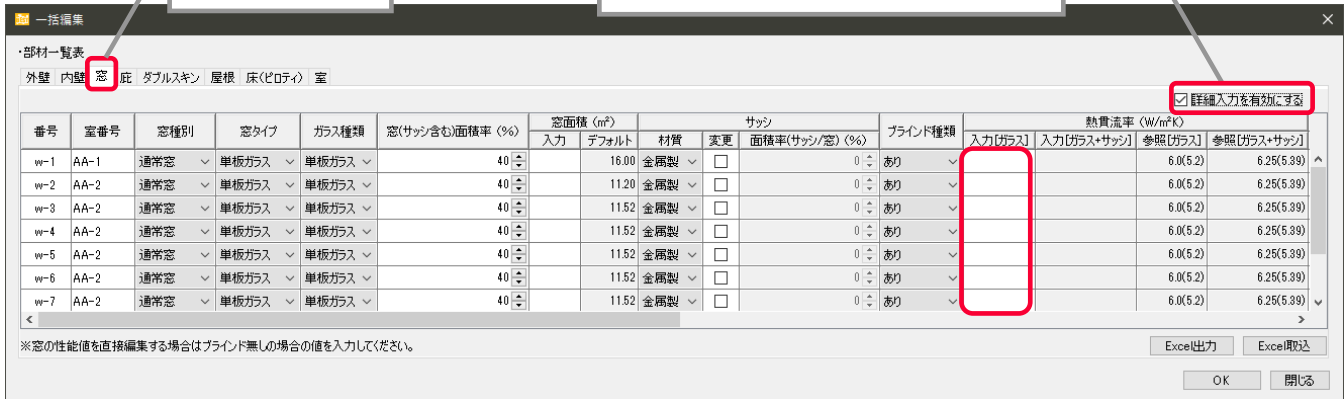 一括編集
・部材一覧表
外壁 内壁 窓 庇 ダブルスキン 屋根 床(ピロティ) 室
詳細入力を有効にする
番号 室番号 窓種別 窓タイプ ガラス種類 窓(サッシ含む)面積率 (%) 窓面積 (m²) サッシ ブラインド種類 熱貫流率 (W/m²K)
入力 デフォルト 材質 変更 面積率(サッシ/窓) (%) 入力[ガラス] 入力[ガラス+サッシ] 参照[ガラス] 参照[ガラス+サッシ]
w-1 AA-1 通常窓 単板ガラス 単板ガラス 40 16.00 金属製 0 あり 6.0(5.2) 6.25(5.39)
w-2 AA-2 通常窓 単板ガラス 単板ガラス 40 11.20 金属製 0 あり 6.0(5.2) 6.25(5.39)
w-3 AA-2 通常窓 単板ガラス 単板ガラス 40 11.52 金属製 0 あり 6.0(5.2) 6.25(5.39)
w-4 AA-2 通常窓 単板ガラス 単板ガラス 40 11.52 金属製 0 あり 6.0(5.2) 6.25(5.39)
w-5 AA-2 通常窓 単板ガラス 単板ガラス 40 11.52 金属製 0 あり 6.0(5.2) 6.25(5.39)
w-6 AA-2 通常窓 単板ガラス 単板ガラス 40 11.52 金属製 0 あり 6.0(5.2) 6.25(5.39)
w-7 AA-2 通常窓 単板ガラス 単板ガラス 40 11.52 金属製 0 あり 6.0(5.2) 6.25(5.39)
※窓の性能値を直接編集する場合はブラインド無しの場合の値を入力してください。
Excel出力 Excel取込
OK 閉じる